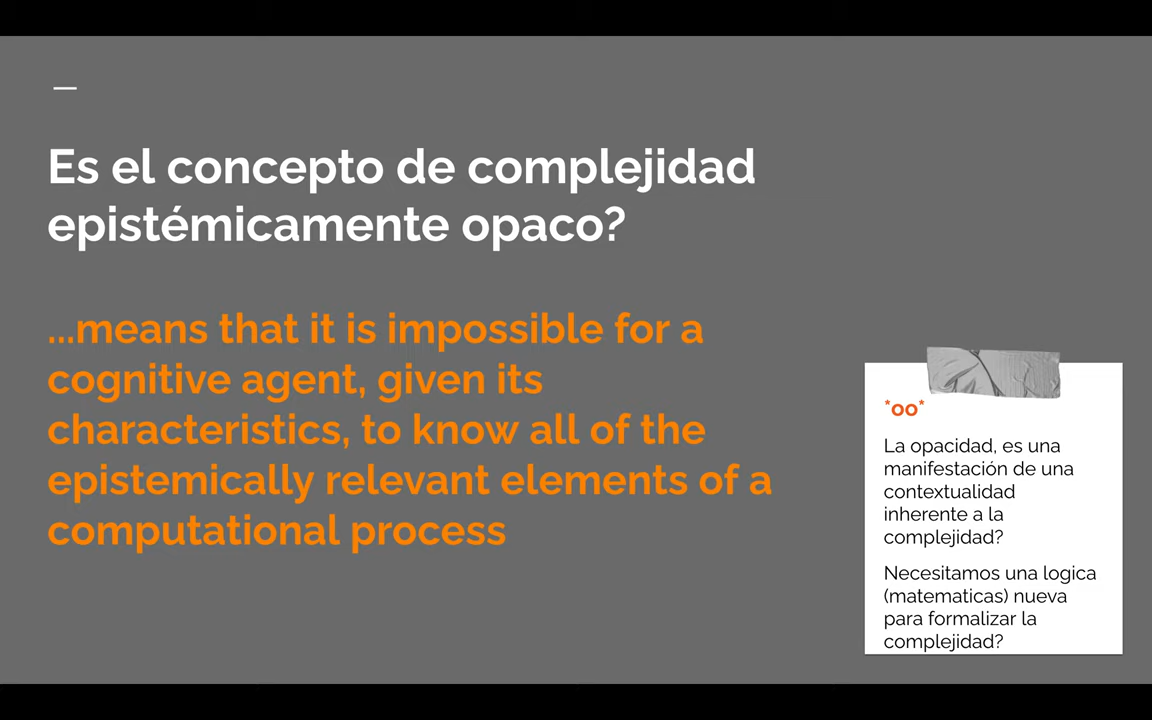 Es el concepto de complejidad
epistémicamente opaco?
...means that it is impossible for a
cognitive agent, given its
characteristics, to know all of the
epistemically relevant elements of a
computational process
*oo*
La opacidad, es una
manifestación de una
contextualidad
inherente a la
complejidad?
Necesitamos una logica
(matematicas) nueva
para formalizar la
complejidad?